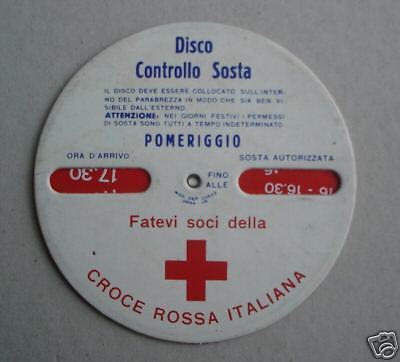 Disco
Controllo Sosta
IL DISCO DEVE ESSERE COLLOCATO SULL'INTER-
NO DEL PARABREZZA IN MODO CHE SIA BEN VI-
SIBILE DALL'ESTERNO.
ATTENZIONE: NEI GIORNI FESTIVI I PERMESSI
DI SOSTA SONO TUTTI A TEMPO INDETERMINATO.
POMERIGGIO
ORA D'ARRIVO
SOSTA AUTORIZZATA
17.30
FINO
ALLE
16
16 - 16.30
Fatevi soci della
CROCE ROSSA ITALIANA